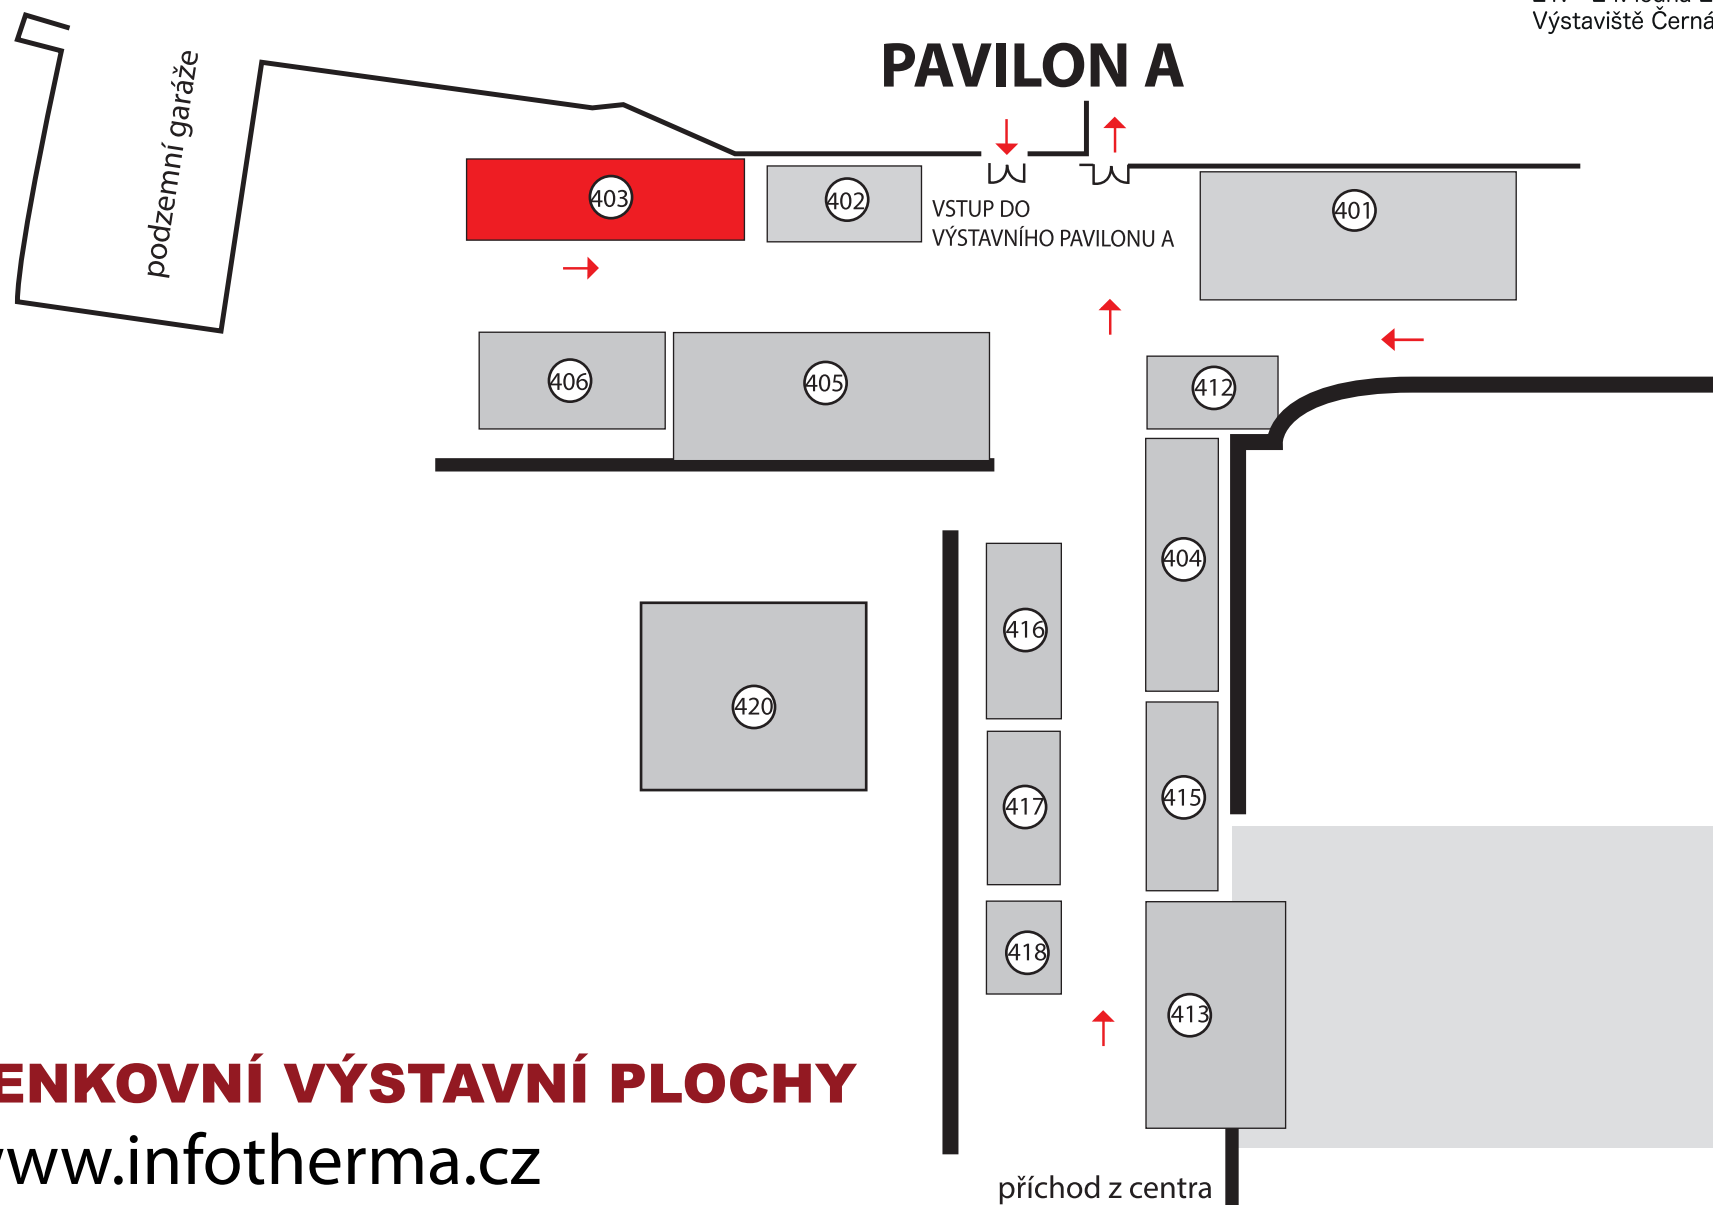 Výstaviště Černá
PAVILON A
podzemní garáže
403
402
401
VSTUP DO
VÝSTAVNÍHO PAVILONU A
406
405
412
404
416
420
417
415
418
413
ENKOVNÍ VÝSTAVNÍ PLOCHY
www.infotherma.cz
příchod z centra